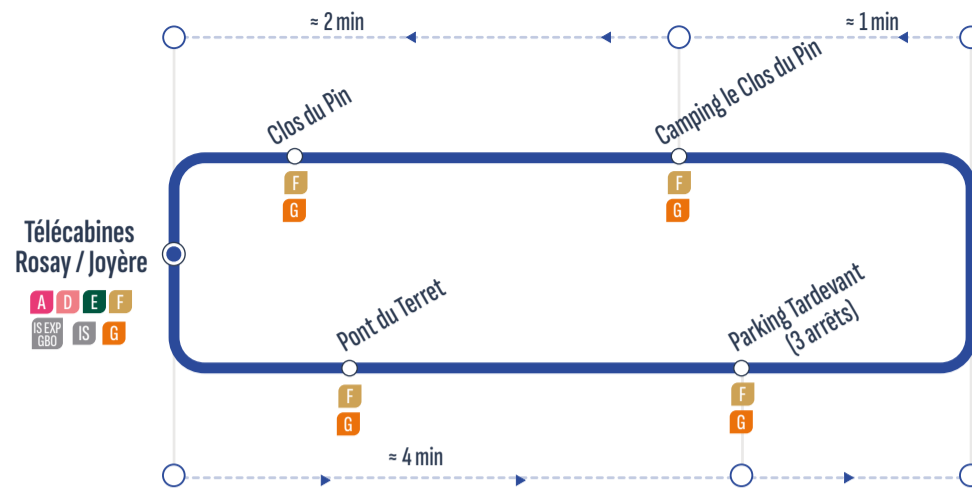 ≈ 2 min
≈ 1 min
Clos du Pin
Camping le Clos du Pin
F
G
F
G
Télécabines
Rosay / Joyère
A D E F
IS EXP
GBO
IS G
Pont du Terret
Parking Tardevant
(3 arrêts)
F
G
F
G
≈ 4 min